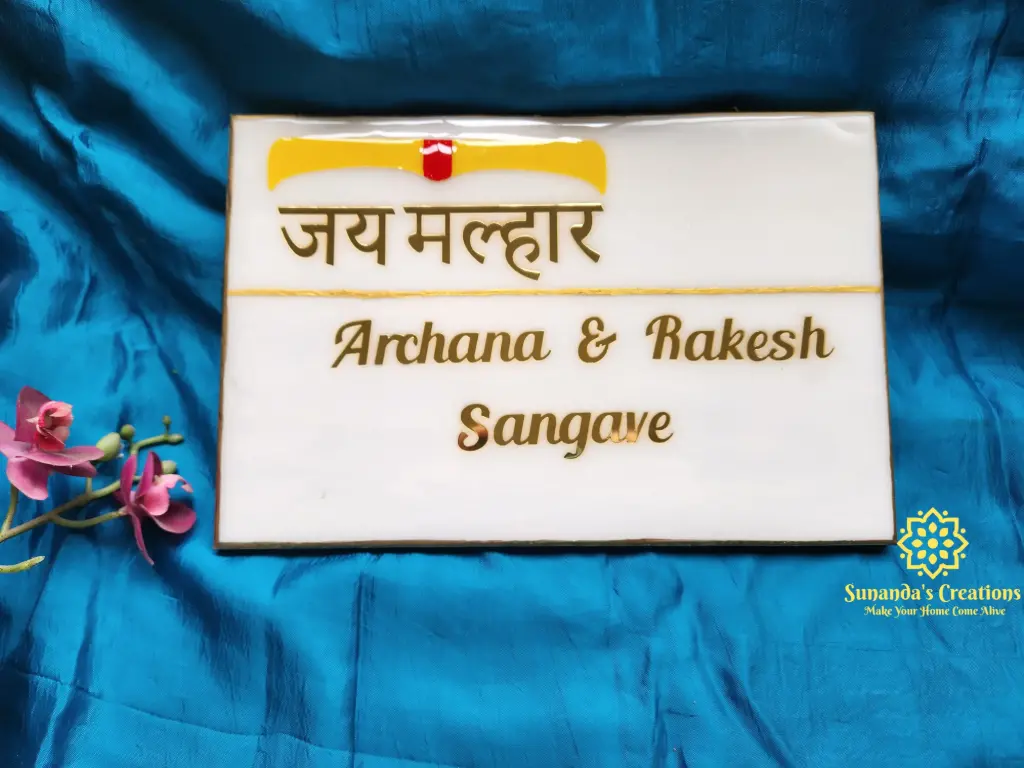 जय मल्हार
Archana & Rakesh
Sangave
Sunanda's Creations
Make Your Home Come Alive